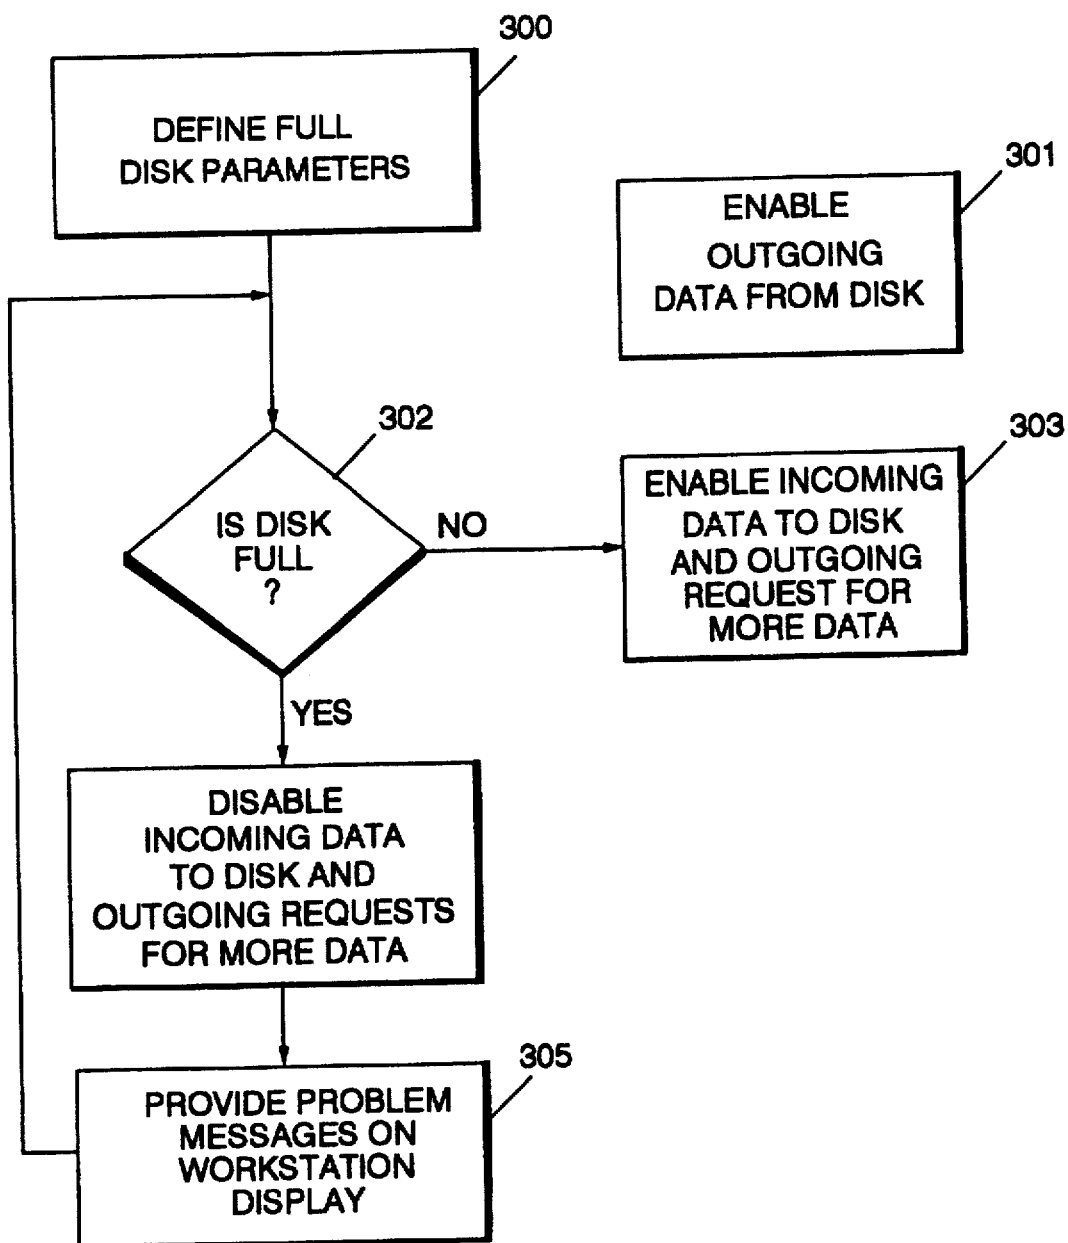 300
DEFINE FULL
DISK PARAMETERS
301
ENABLE
OUTGOING
DATA FROM DISK
302
IS DISK
FULL
?
NO
303
ENABLE INCOMING
DATA TO DISK
AND OUTGOING
REQUEST FOR
MORE DATA
YES
DISABLE
INCOMING DATA
TO DISK AND
OUTGOING REQUESTS
FOR MORE DATA
305
PROVIDE PROBLEM
MESSAGES ON
WORKSTATION
DISPLAY